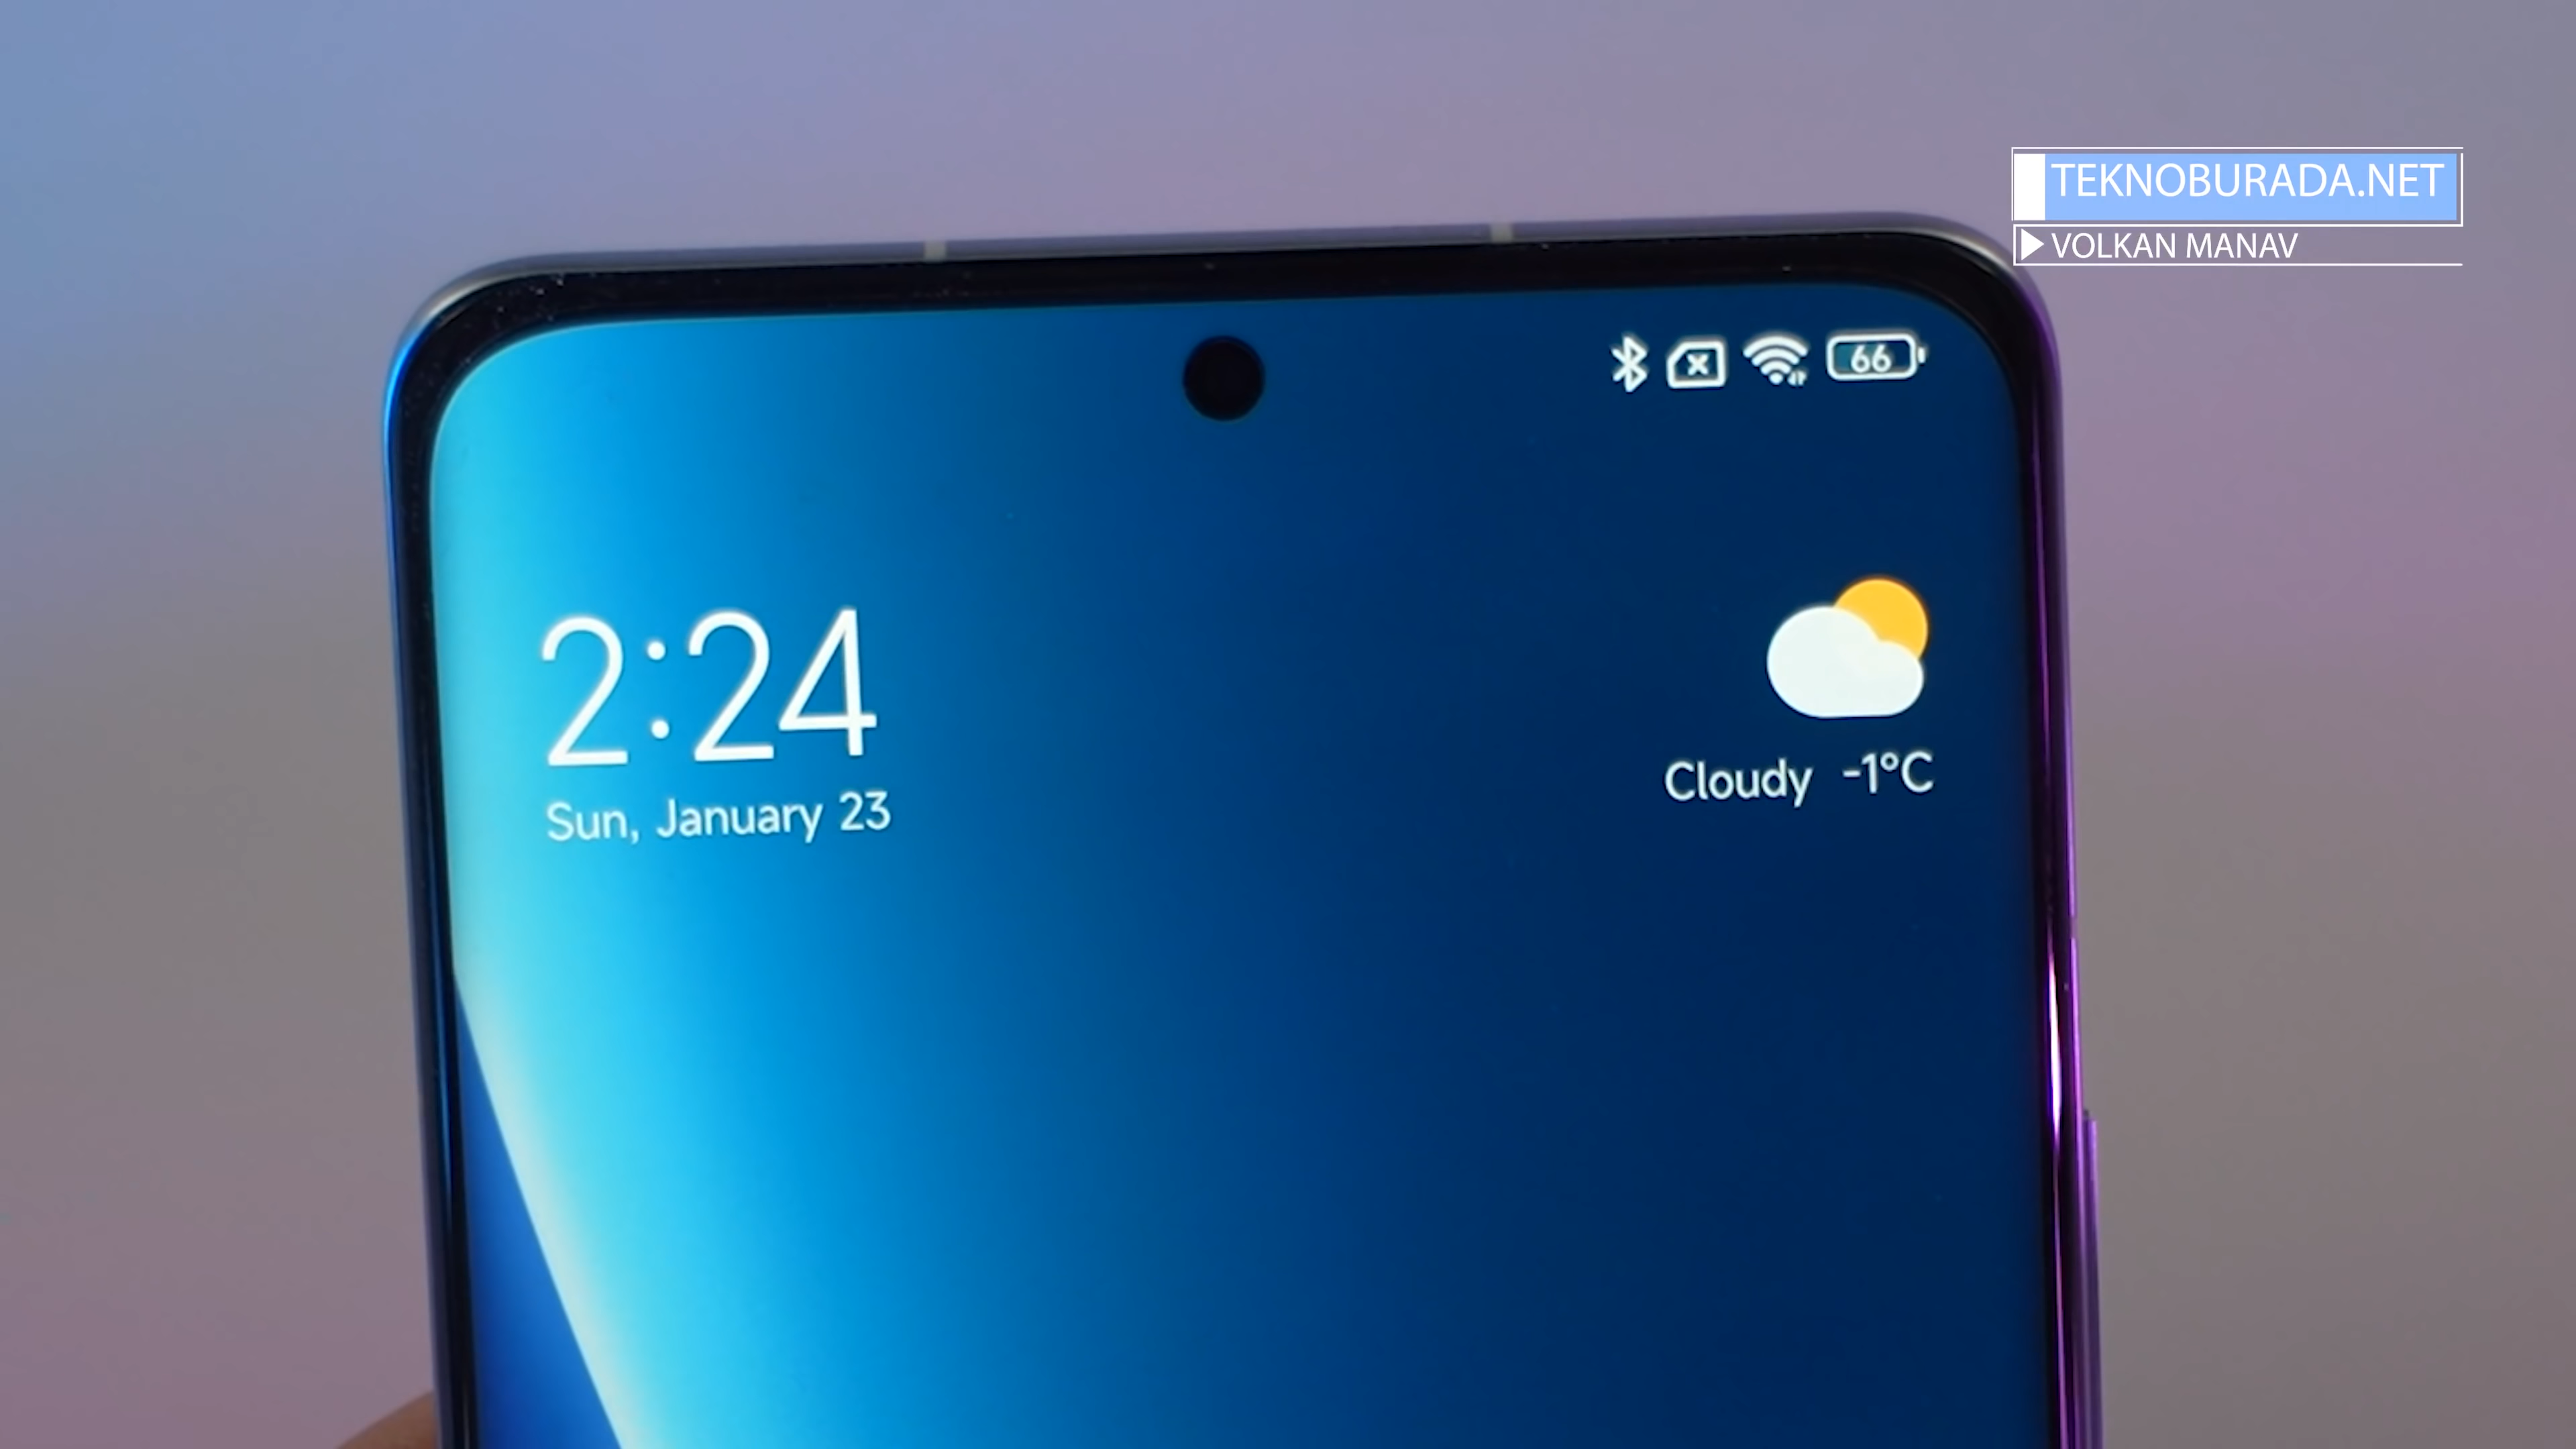 TEKNOBURADA.NET
VOLKAN MANAV
66
2:24
Sun, January 23
Cloudy -1°C